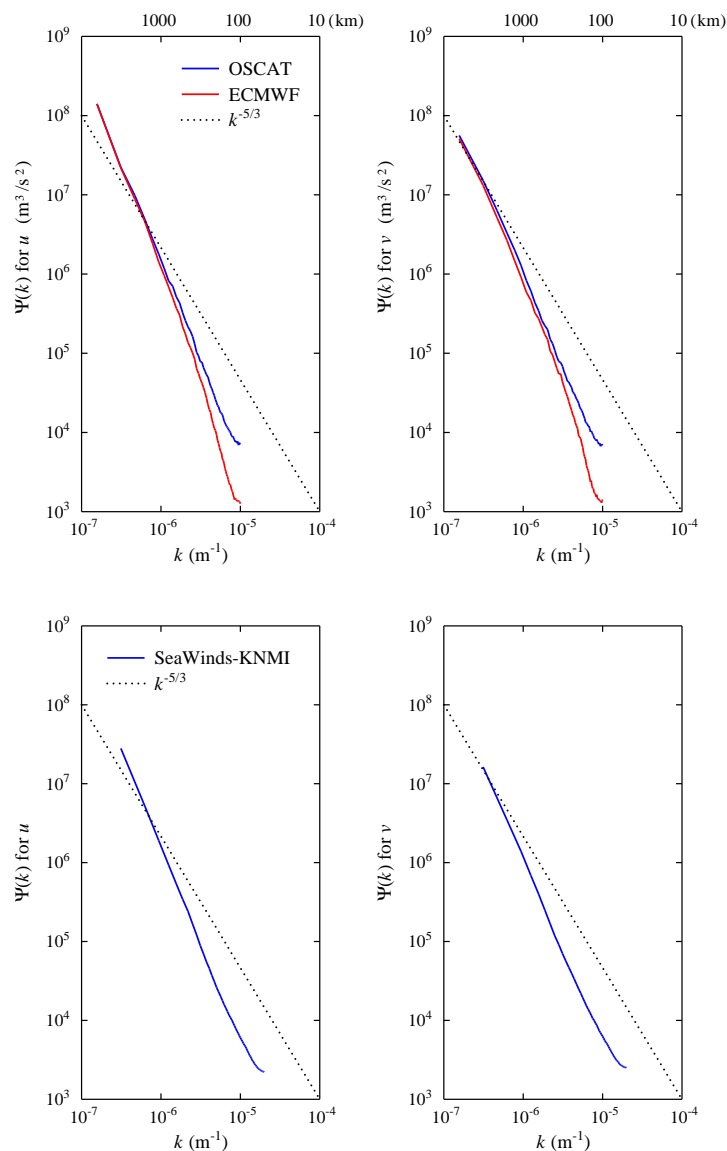 1000 100 10 (km)
1000 100 10 (km)
10⁹
10⁸
10⁷
10⁶
10⁵
10⁴
10³
Ψ(k) for u (m³/s²)
OSCAT
ECMWF
k⁻⁵/³
10⁻⁷ 10⁻⁶ 10⁻⁵ 10⁻⁴
k (m⁻¹)
10⁹
10⁸
10⁷
10⁶
10⁵
10⁴
10³
Ψ(k) for v (m³/s²)
10⁻⁷ 10⁻⁶ 10⁻⁵ 10⁻⁴
k (m⁻¹)
10⁹
10⁸
10⁷
10⁶
10⁵
10⁴
10³
Ψ(k) for u
SeaWinds-KNMI
k⁻⁵/³
10⁻⁷ 10⁻⁶ 10⁻⁵ 10⁻⁴
k (m⁻¹)
10⁹
10⁸
10⁷
10⁶
10⁵
10⁴
10³
Ψ(k) for v
10⁻⁷ 10⁻⁶ 10⁻⁵ 10⁻⁴
k (m⁻¹)